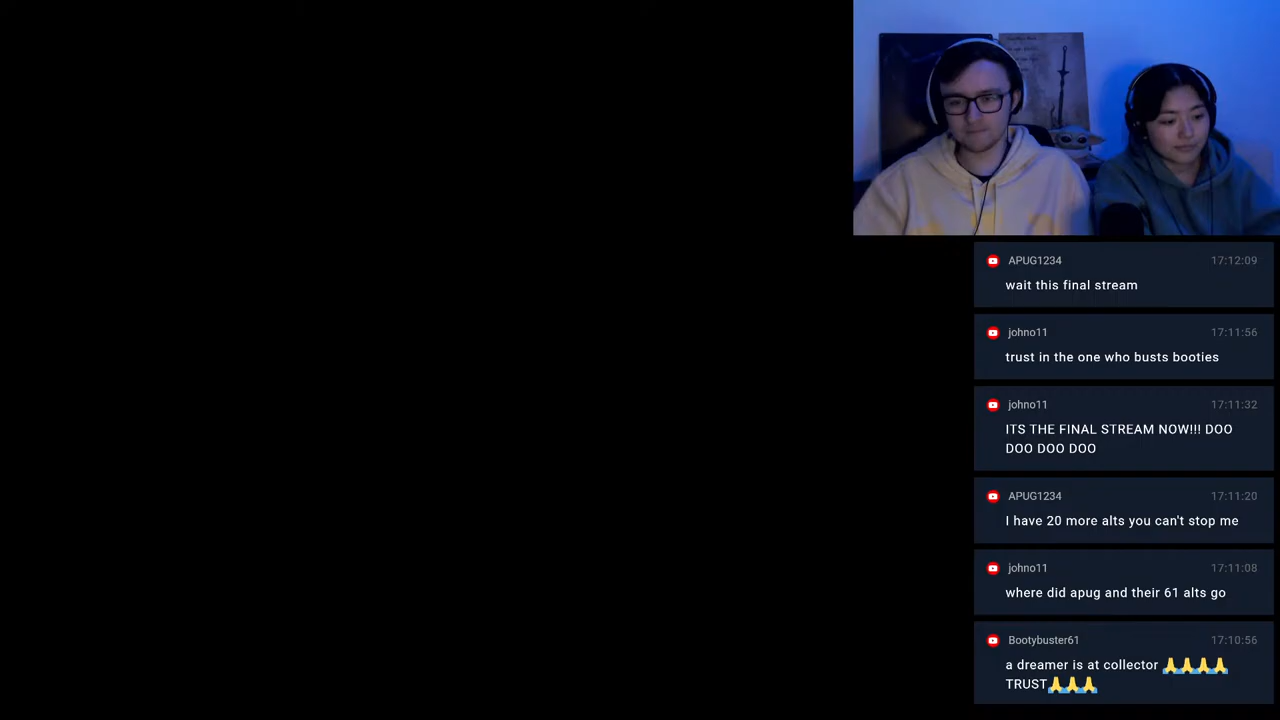 APUG1234 17:12:09
wait this final stream
johno11 17:11:56
trust in the one who busts booties
johno11 17:11:32
ITS THE FINAL STREAM NOW!!! DOO
DOO DOO DOO
APUG1234 17:11:20
I have 20 more alts you can't stop me
johno11 17:11:08
where did apug and their 61 alts go
Bootybuster61 17:10:56
a dreamer is at collector 🙏🙏🙏🙏
TRUST🙏🙏🙏